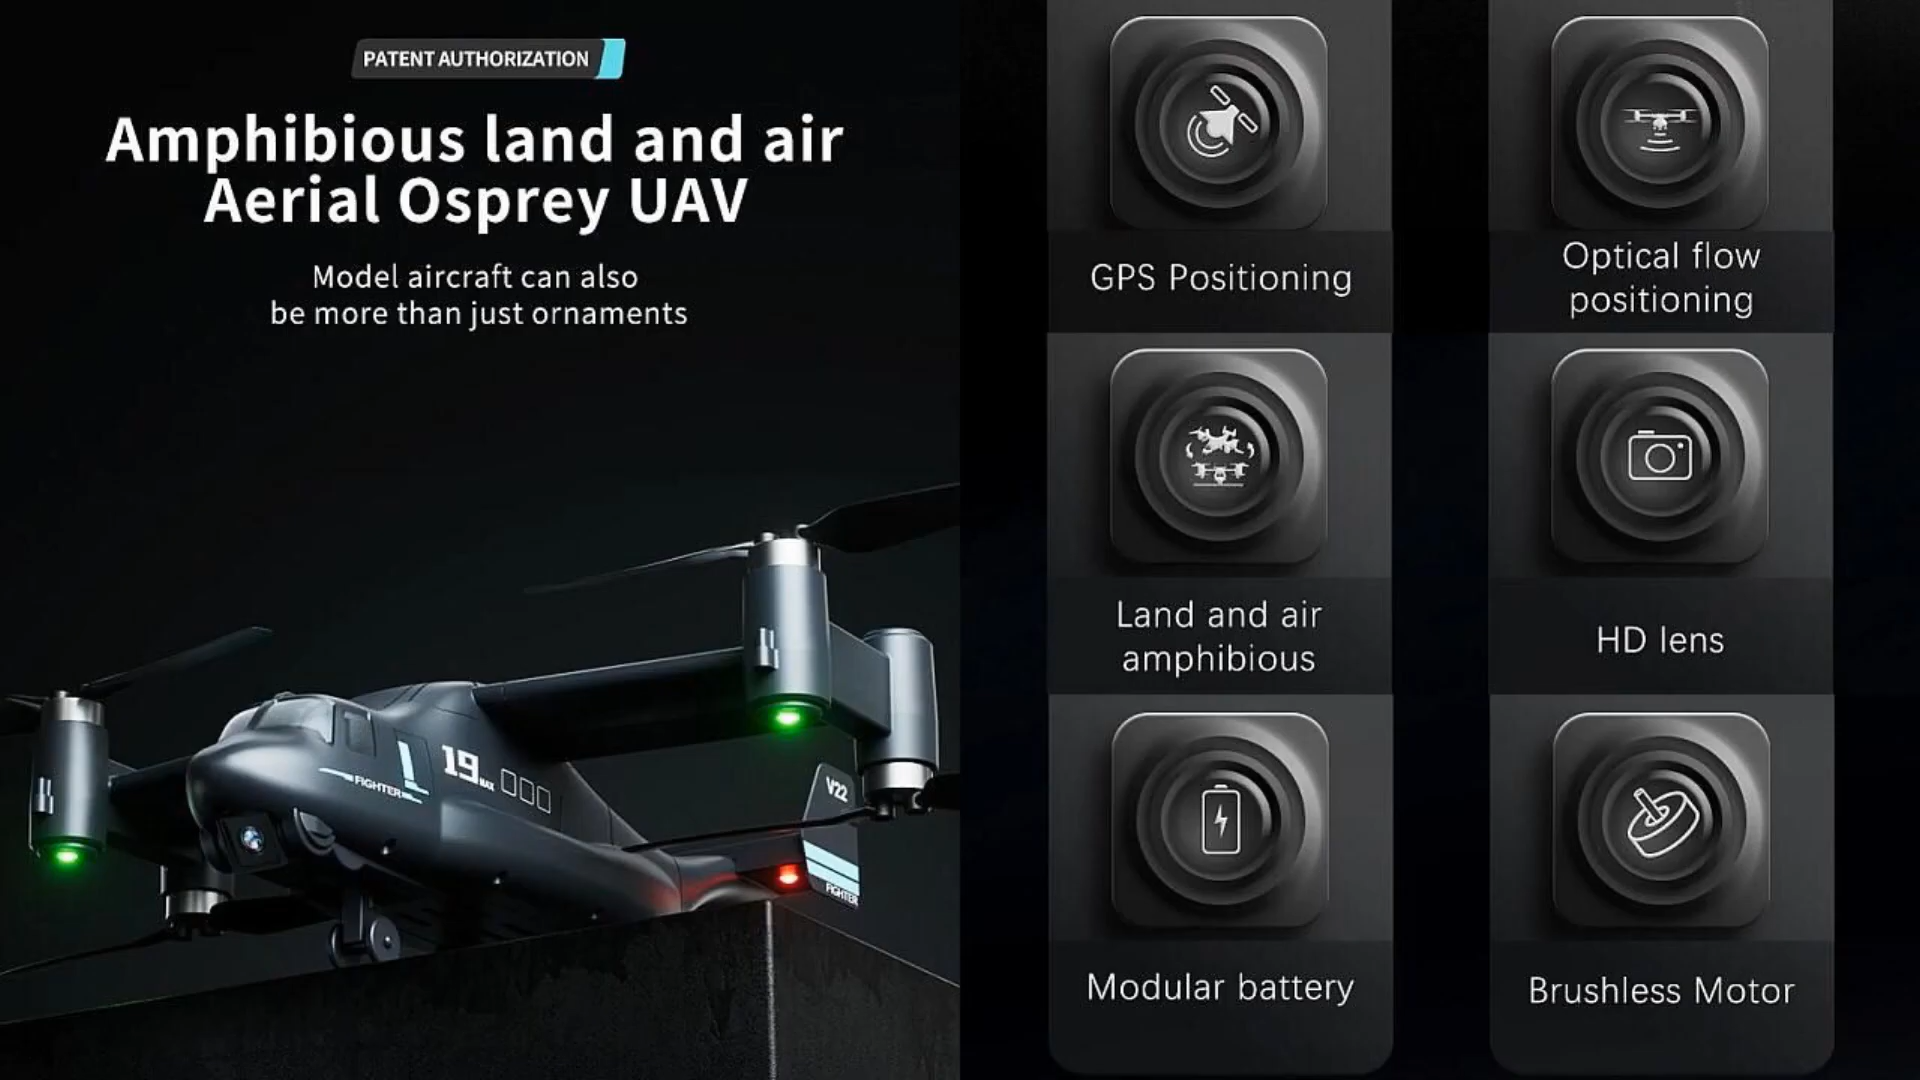 PATENT AUTHORIZATION
Amphibious land and air
Aerial Osprey UAV
Model aircraft can also
be more than just ornaments
19 MAX
FIGHTER
V22
FIGHTER
GPS Positioning
Optical flow
positioning
Land and air
amphibious
HD lens
Modular battery
Brushless Motor